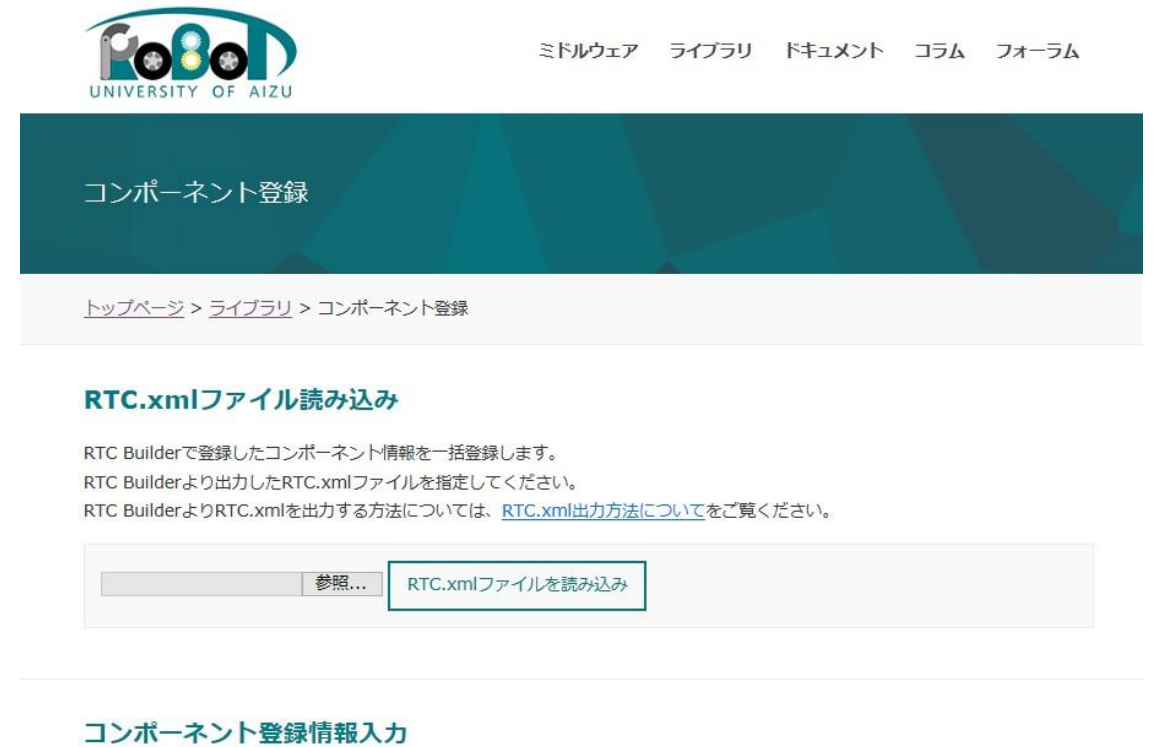 RoBoT
UNIVERSITY OF AIZU
ミドルウェア ライブラリ ドキュメント コラム フォーラム
コンポーネント登録
トップページ > ライブラリ > コンポーネント登録
RTC.xmlファイル読み込み
RTC Builderで登録したコンポーネント情報を一括登録します。
RTC Builderより出力したRTC.xmlファイルを指定してください。
RTC BuilderよりRTC.xmlを出力する方法については、RTC.xml出力方法についてをご覧ください。
参照... RTC.xmlファイルを読み込み
コンポーネント登録情報入力